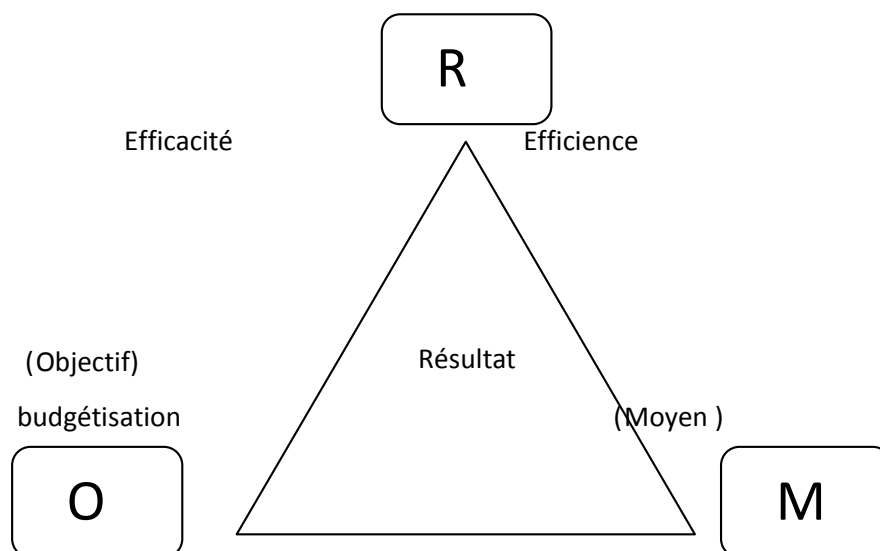 R
Efficacité
Efficience
(Objectif)
Résultat
budgétisation
(Moyen )
O
M